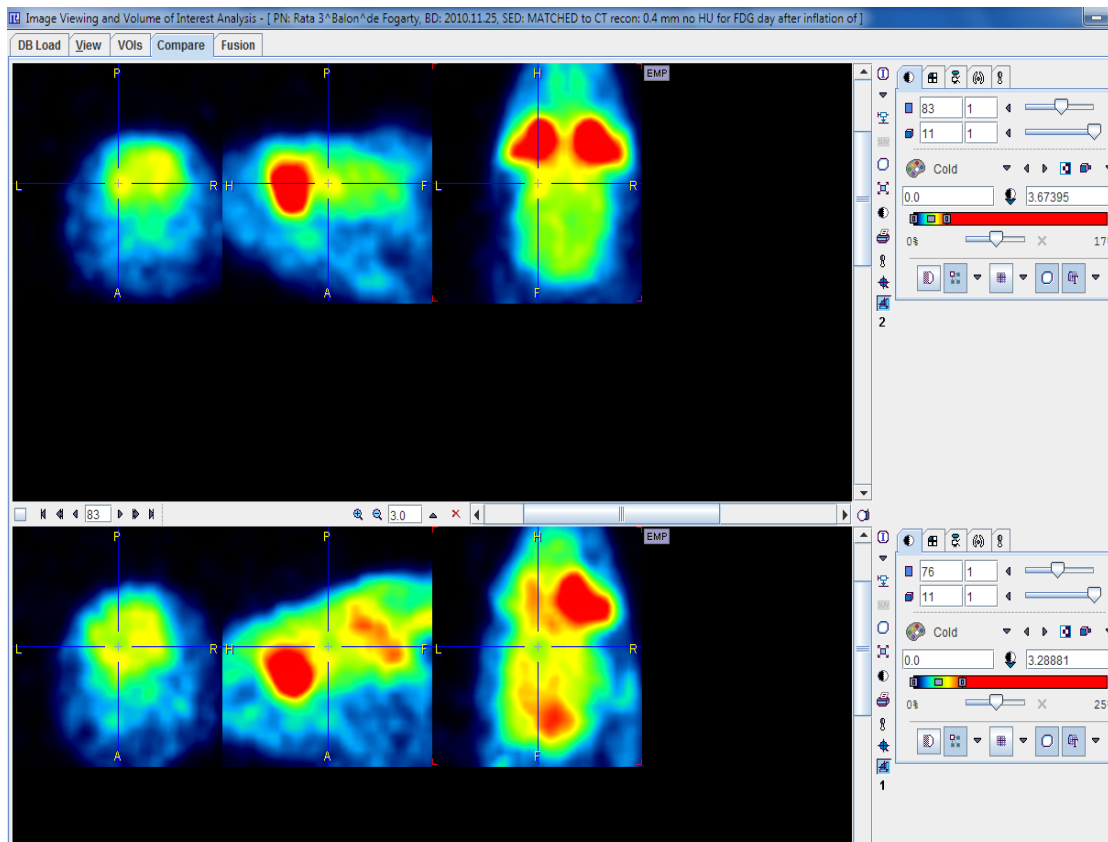 Image Viewing and Volume of Interest Analysis - [ PN: Rata 3^Balon^de Fogarty, BD: 2010.11.25, SED: MATCHED to CT recon: 0.4 mm no HU for FDG day after inflation of ]
DB Load View VOIs Compare Fusion
P P H EMP
L R H F L R
A A F
83 1
11 1
Cold
0.0 3.67395
0% 17%
2
83 3.0
P P H EMP
L R H F L R
A A F
76 1
11 1
Cold
0.0 3.28881
0% 25%
1